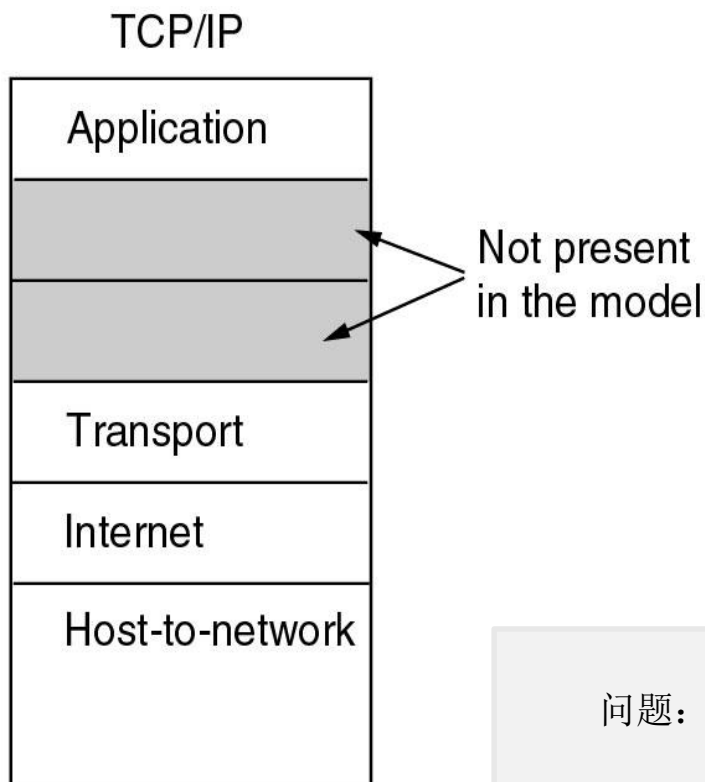 TCP/IP
Application
Not present
in the model
Transport
Internet
Host-to-network
问题：